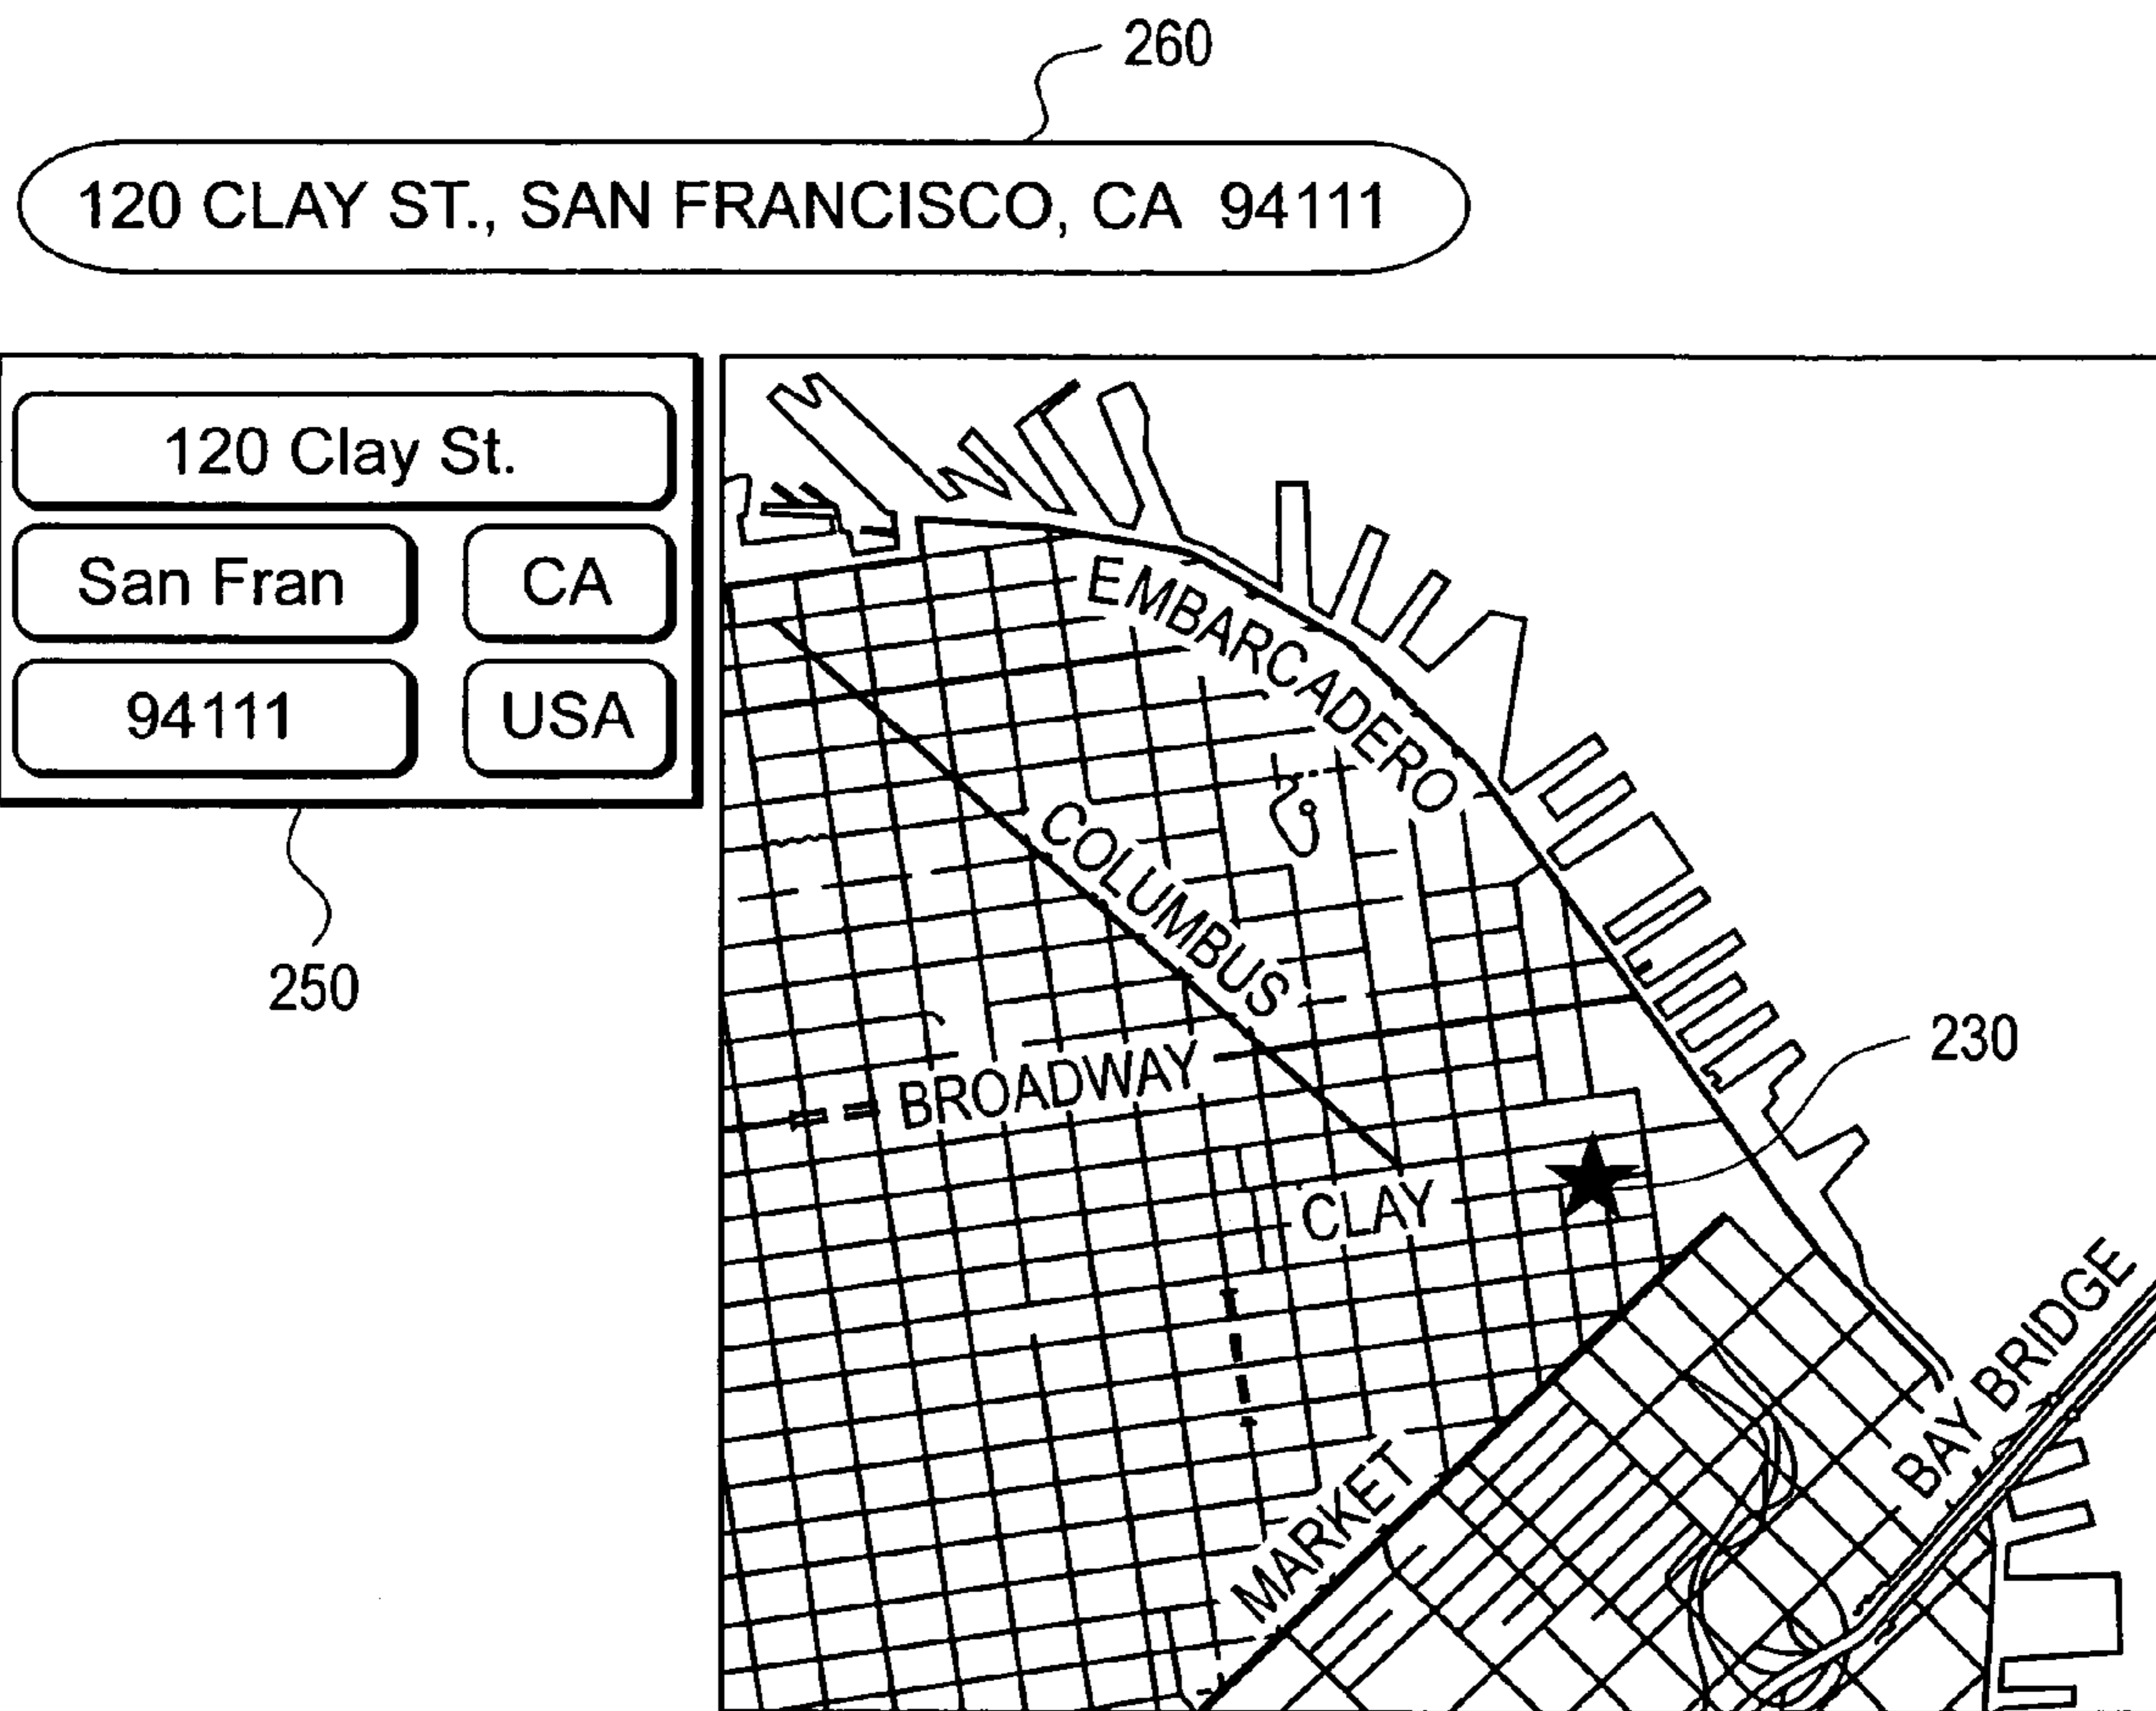 260
120 CLAY ST., SAN FRANCISCO, CA 94111
120 Clay St.
San Fran
CA
94111
USA
250
EMBARCADERO
COLUMBUS
BROADWAY
230
CLAY
BAY BRIDGE
MARKET